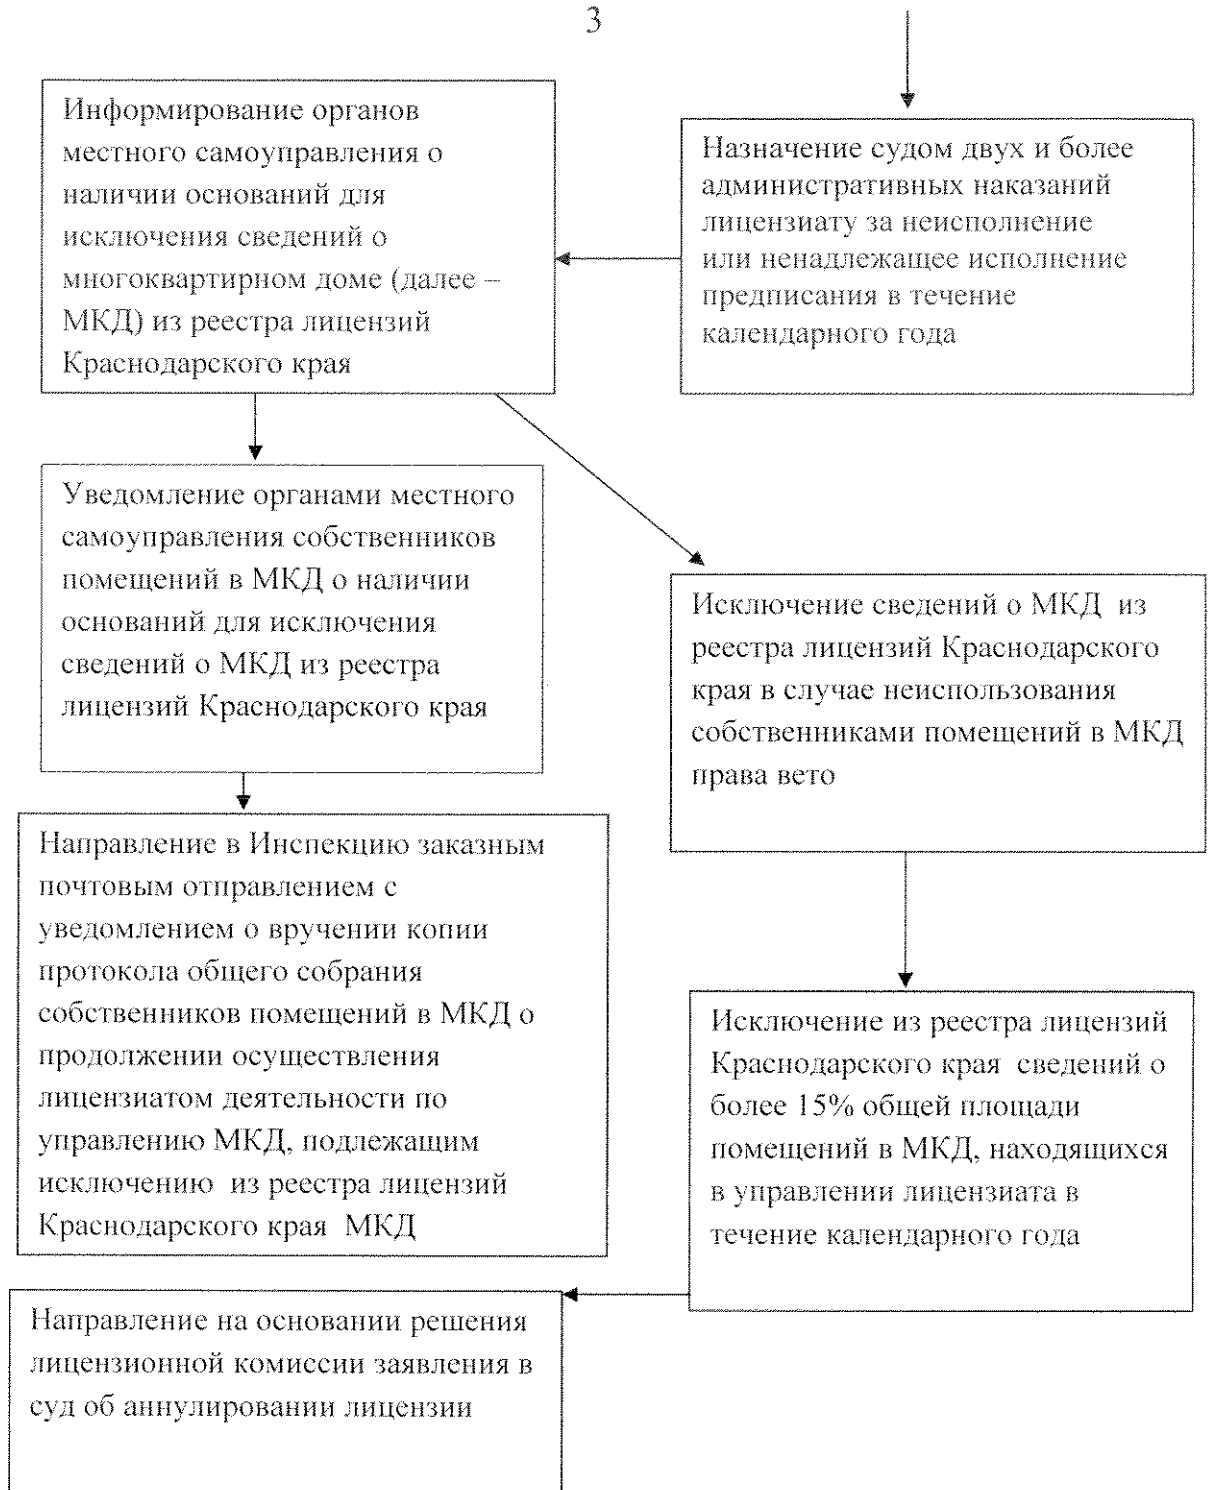 3
Информирование органов
местного самоуправления о
наличии оснований для
исключения сведений о
многоквартирном доме (далее –
МКД) из реестра лицензий
Краснодарского края
Назначение судом двух и более
административных наказаний
лицензиату за неисполнение
или ненадлежащее исполнение
предписания в течение
календарного года
Уведомление органами местного
самоуправления собственников
помещений в МКД о наличии
оснований для исключения
сведений о МКД из реестра
лицензий Краснодарского края
Исключение сведений о МКД из
реестра лицензий Краснодарского
края в случае неиспользования
собственниками помещений в МКД
права вето
Направление в Инспекцию заказным
почтовым отправлением с
уведомлением о вручении копии
протокола общего собрания
собственников помещений в МКД о
продолжении осуществления
лицензиатом деятельности по
управлению МКД, подлежащим
исключению из реестра лицензий
Краснодарского края МКД
Исключение из реестра лицензий
Краснодарского края сведений о
более 15% общей площади
помещений в МКД, находящихся
в управлении лицензиата в
течение календарного года
Направление на основании решения
лицензионной комиссии заявления в
суд об аннулировании лицензии